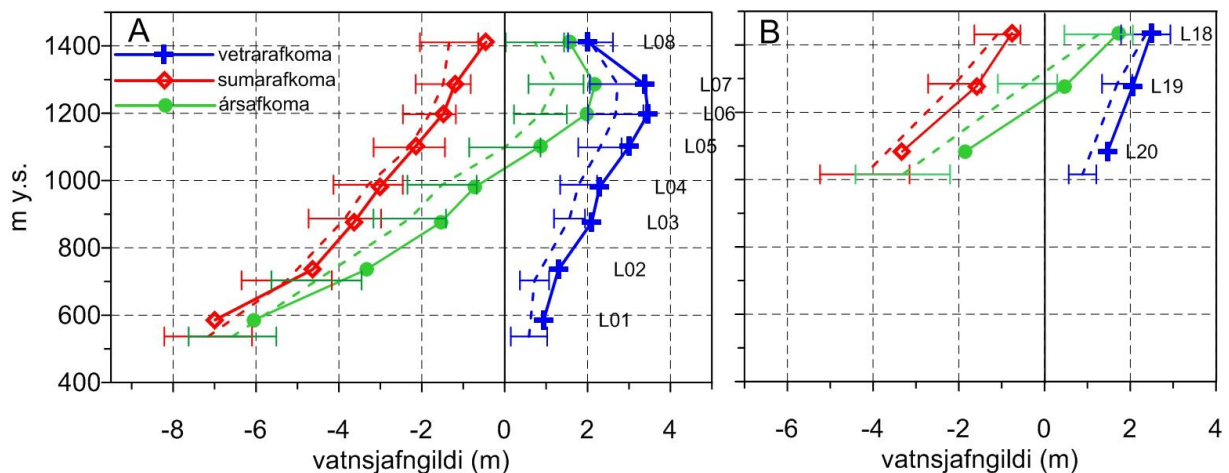 A
B
1400
1200
1000
800
600
400
m y.s.
vetrarafkoma
sumarafkoma
ársafkoma
L08
L07
L06
L05
L04
L03
L02
L01
L18
L19
L20
-8 -6 -4 -2 0 2 4
-6 -4 -2 0 2 4
vatnsjafngildi (m)
vatnsjafngildi (m)